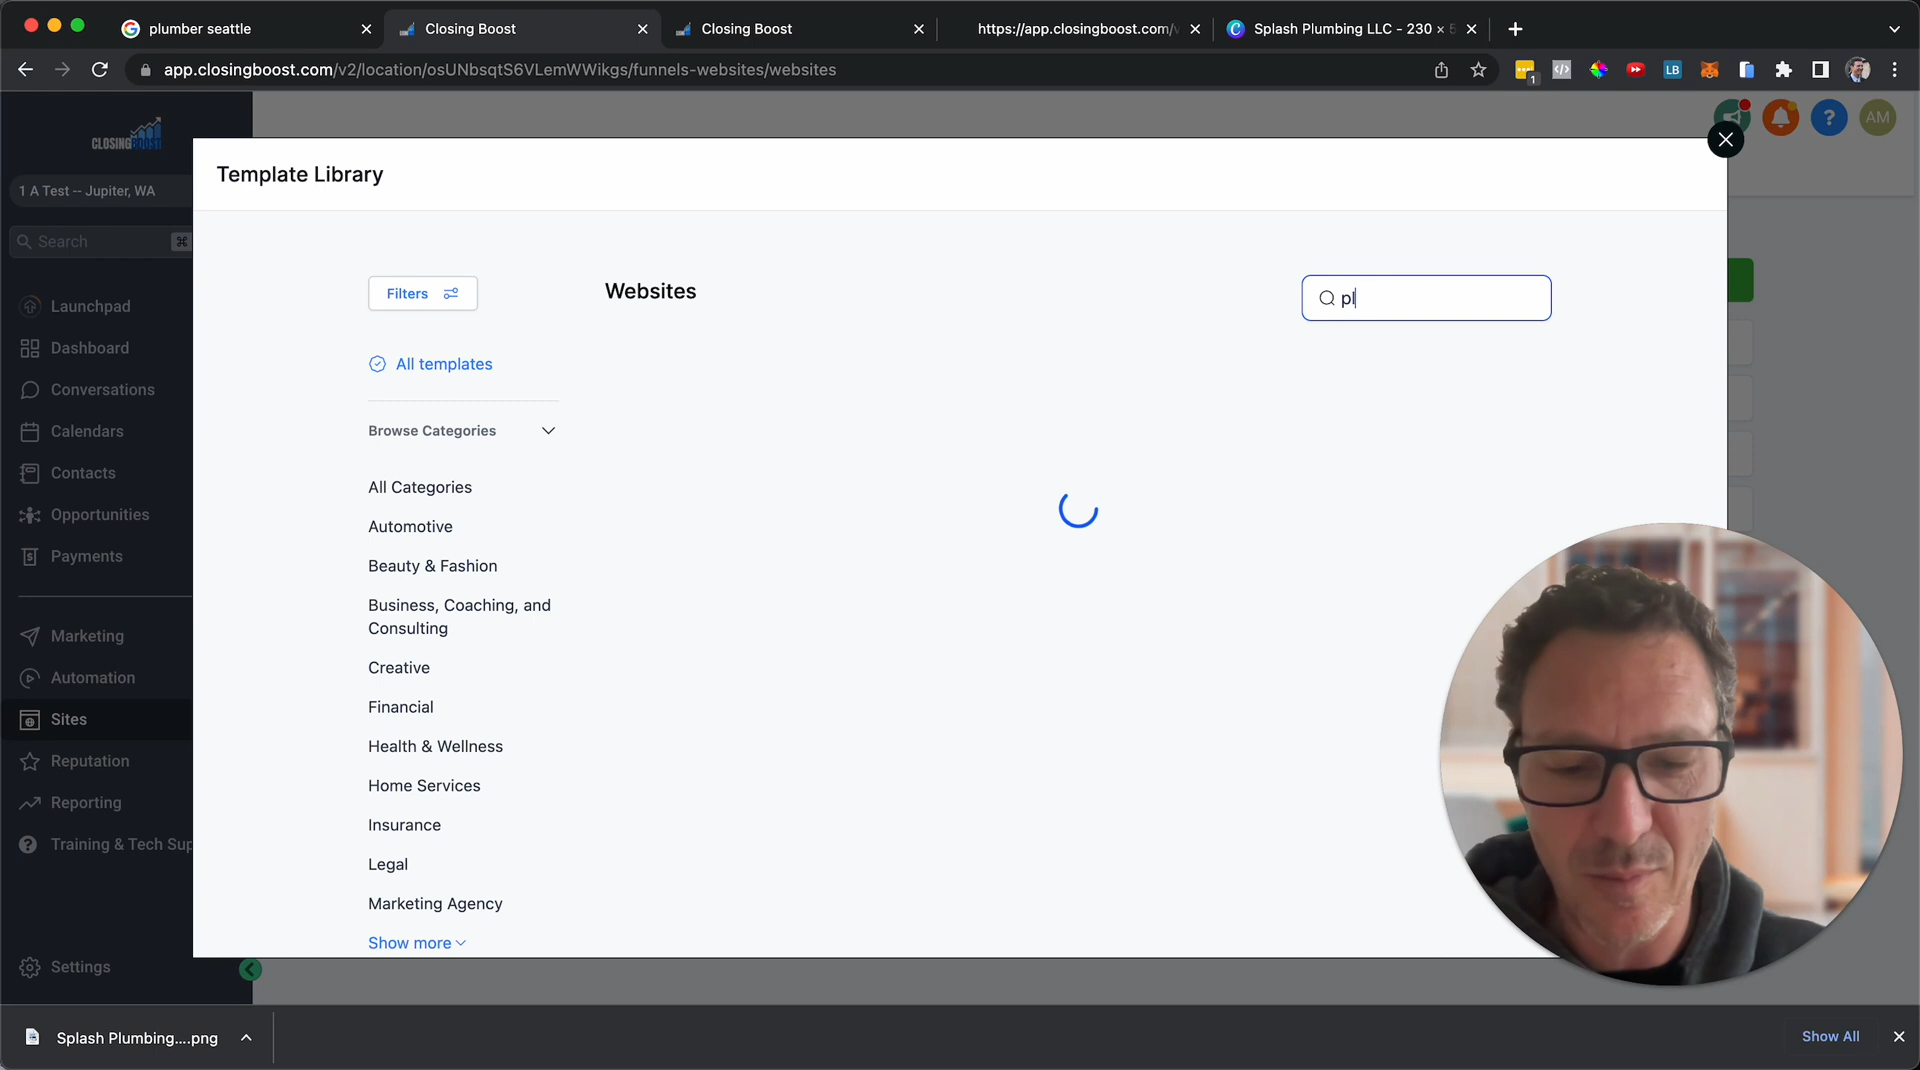 plumber seattle
Closing Boost
Closing Boost
https://app.closingboost.com/v
Splash Plumbing LLC - 230 × 5
app.closingboost.com/v2/location/osUNbsqtS6VLemWWikgs/funnels-websites/websites
1
LB
CLOSINGBOOST
?
AM
1 A Test -- Jupiter, WA
Search
⌘
Launchpad
Dashboard
Conversations
Calendars
Contacts
Opportunities
Payments
Marketing
Automation
Sites
Reputation
Reporting
Training & Tech Sup
Settings
Template Library
Filters
Websites
pl
All templates
Browse Categories
All Categories
Automotive
Beauty & Fashion
Business, Coaching, and
Consulting
Creative
Financial
Health & Wellness
Home Services
Insurance
Legal
Marketing Agency
Show more
Splash Plumbing....png
Show All